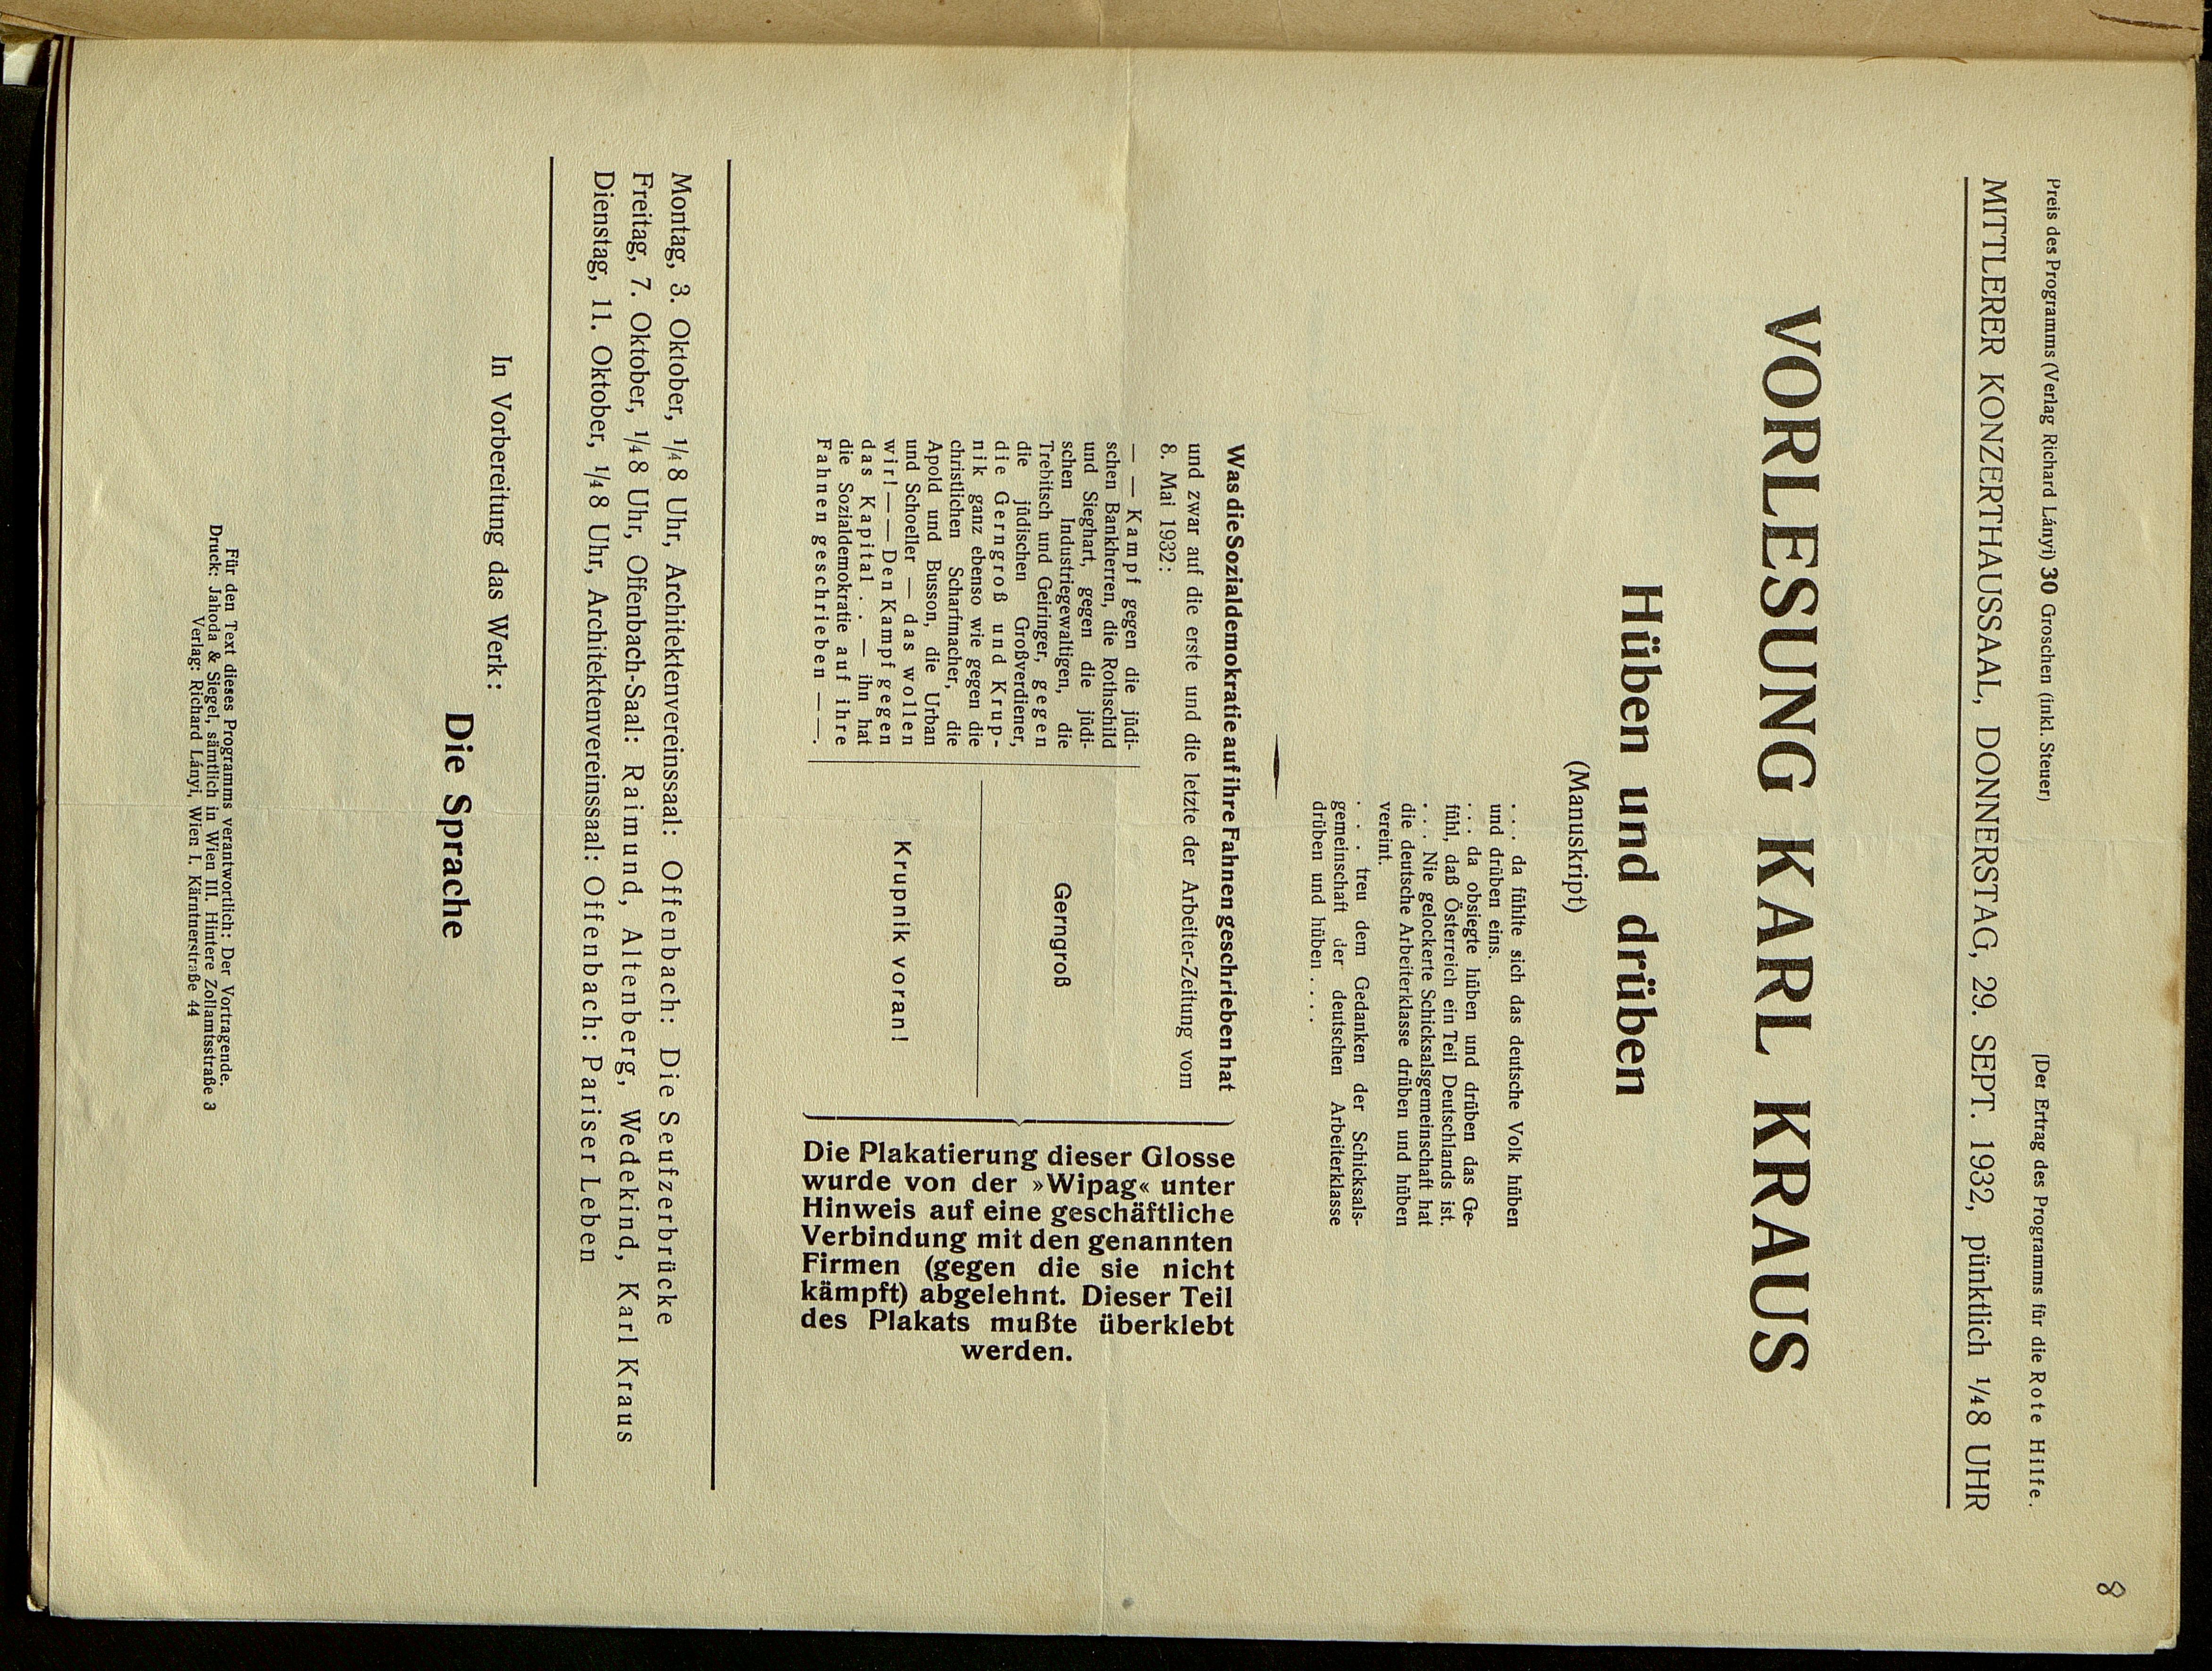 8
Preis des Programms (Verlag Richard Lányi) 30 Groschen (inkl. Steuer)
[Der Ertrag des Programms für die Rote Hilfe.
MITTLERER KONZERTHAUSSAAL, DONNERSTAG, 29. SEPT. 1932, pünktlich ¼8 UHR
VORLESUNG KARL KRAUS
Hüben und drüben
(Manuskript)
. . . . da fühlte sich das deutsche Volk hüben
und drüben eins.
. . . . da obsiegte hüben und drüben das Ge-
fühl, daß Österreich ein Teil Deutschlands ist.
. . . Nie gelockerte Schicksalsgemeinschaft hat
die deutsche Arbeiterklasse drüben und hüben
vereint.
. . . treu dem Gedanken der Schicksals-
gemeinschaft der deutschen Arbeiterklasse
drüben und hüben . . . .
Was die Sozialdemokratie auf ihre Fahnen geschrieben hat
und zwar auf die erste und die letzte der Arbeiter-Zeitung vom
8. Mai 1932:
— — Kampf gegen die jüdi-
schen Bankherren, die Rothschild
und Sieghart, gegen die jüdi-
schen Industriegewaltigen, die
Trebitsch und Geiringer, gegen
die jüdischen Großverdiener,
die Gerngroß und Krup-
nik ganz ebenso wie gegen die
christlichen Scharfmacher, die
Apold und Busson, die Urban
und Schoeller — das wollen
wir! — — Den Kampf gegen
das Kapital . . — ihn hat
die Sozialdemokratie auf ihre
Fahnen geschrieben — —.
Gerngroß
Krupnik voran!
Die Plakatierung dieser Glosse
wurde von der »Wipag« unter
Hinweis auf eine geschäftliche
Verbindung mit den genannten
Firmen (gegen die sie nicht
kämpft) abgelehnt. Dieser Teil
des Plakats mußte überklebt
werden.
Montag, 3. Oktober, ¼8 Uhr, Architektenvereinssaal: Offenbach: Die Seufzerbrücke
Freitag, 7. Oktober, ¼8 Uhr, Offenbach-Saal: Raimund, Altenberg, Wedekind, Karl Kraus
Dienstag, 11. Oktober, ¼8 Uhr, Architektenvereinssaal: Offenbach: Pariser Leben
In Vorbereitung das Werk:
Die Sprache
Für den Text dieses Programms verantwortlich: Der Vortragende.
Druck: Jahoda & Siegel, sämtlich in Wien III. Hintere Zollamtsstraße 3
Verlag: Richard Lányi, Wien I. Kärntnerstraße 44